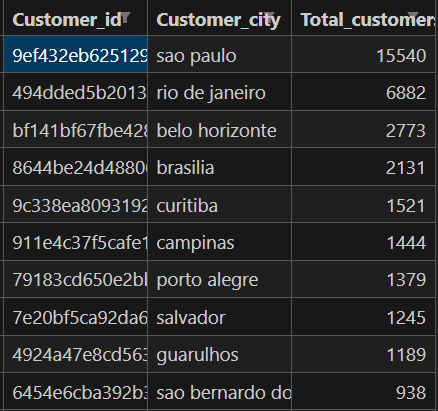 Customer_id Customer_city Total_customers
9ef432eb625129 sao paulo 15540
494dded5b2013 rio de janeiro 6882
bf141bf67fbe428 belo horizonte 2773
8644be24d48806 brasilia 2131
9c338ea8093192 curitiba 1521
911e4c37f5cafe1 campinas 1444
79183cd650e2bb porto alegre 1379
7e20bf5ca92da6 salvador 1245
4924a47e8cd563 guarulhos 1189
6454e6cba392b3 sao bernardo do 938